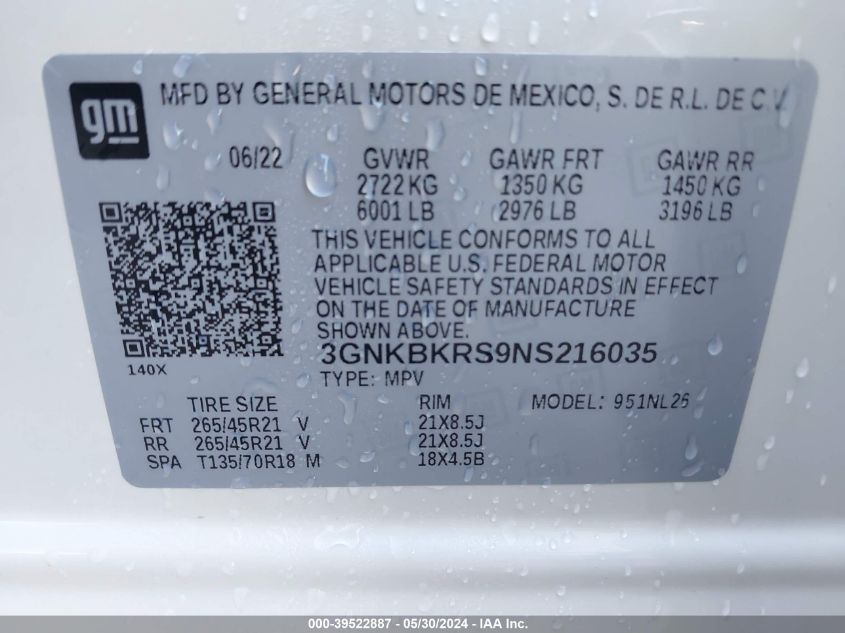 gm
MFD BY GENERAL MOTORS DE MEXICO, S. DE R.L. DE C.V.
06/22 GVWR GAWR FRT GAWR RR
2722 KG 1350 KG 1450 KG
6001 LB 2976 LB 3196 LB
THIS VEHICLE CONFORMS TO ALL
APPLICABLE U.S. FEDERAL MOTOR
VEHICLE SAFETY STANDARDS IN EFFECT
ON THE DATE OF MANUFACTURE
SHOWN ABOVE.
3GNKBKRS9NS216035
140X
TYPE: MPV
TIRE SIZE RIM MODEL: 951NL26
FRT 265/45R21 V 21X8.5J
RR 265/45R21 V 21X8.5J
SPA T135/70R18 M 18X4.5B
000-39522887 - 05/30/2024 - IAA Inc.